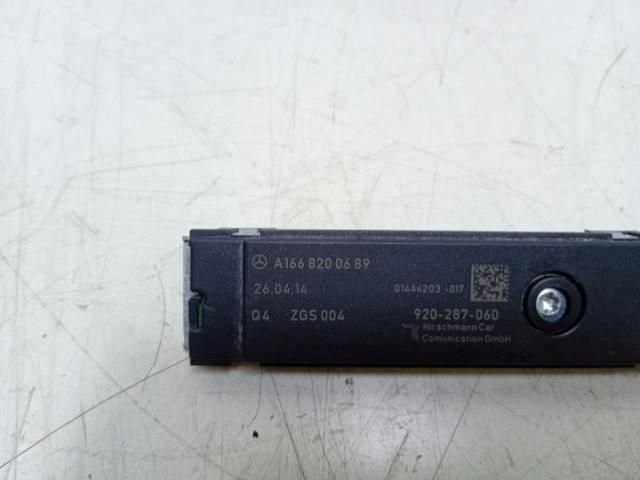 A166 820 06 89
26.04.14
Q4 ZGS 004
01444203 -017
920-287-060
Hirschmann Car
Comunication GmbH